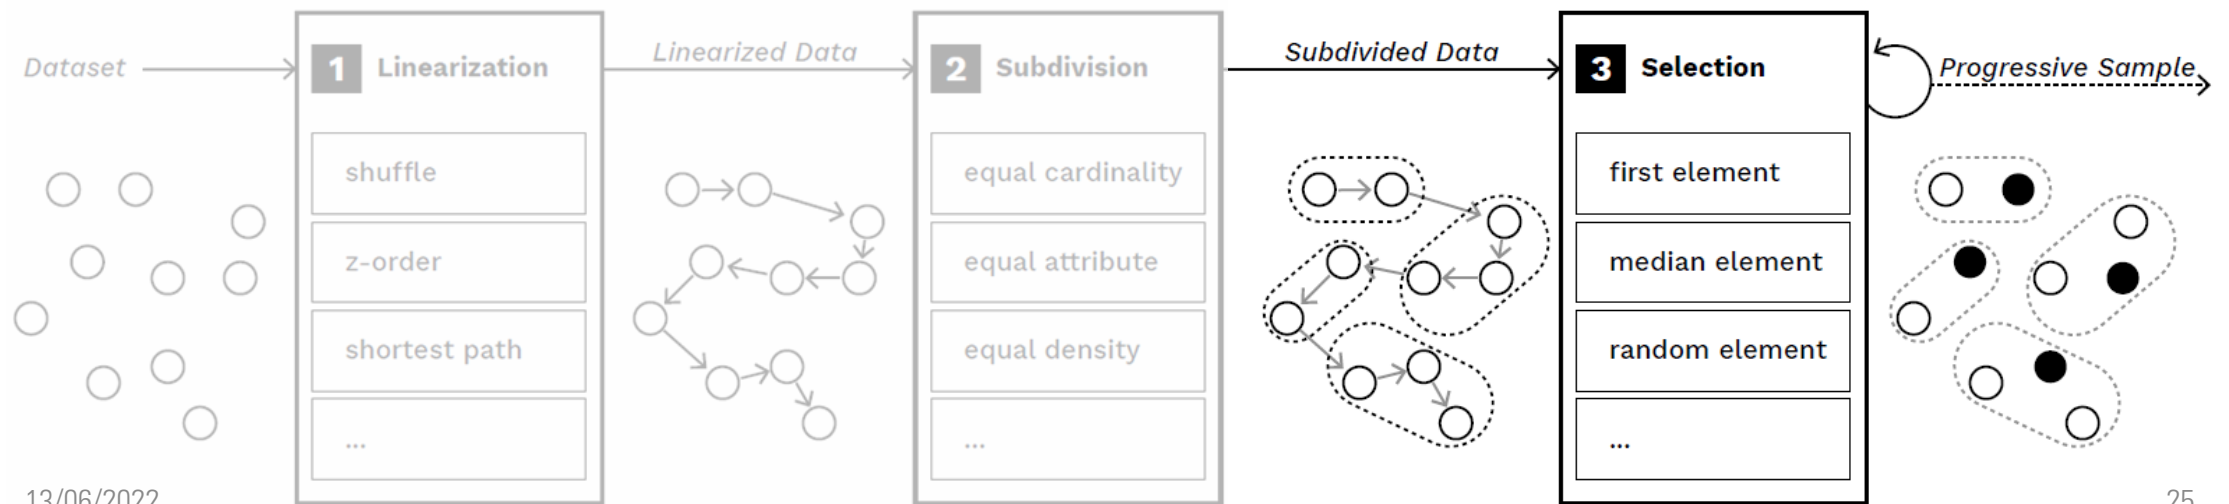 Dataset
1 Linearization
shuffle
z-order
shortest path
...
Linearized Data
2 Subdivision
equal cardinality
equal attribute
equal density
...
Subdivided Data
3 Selection
first element
median element
random element
...
Progressive Sample
13/06/2022
25